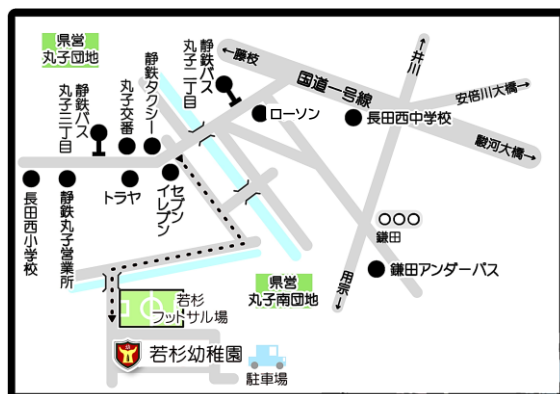 県営
丸子団地
静鉄バス
丸子三丁目
丸子交番
静鉄タクシー
静鉄バス
丸子二丁目
←藤枝
国道一号線
↑井川
安倍川大橋→
駿河大橋→
ローソン
長田西中学校
長田西小学校
静鉄丸子営業所
トラヤ
セブン
イレブン
鎌田
鎌田アンダーパス
用宗→
県営
丸子南団地
若杉
フットサル場
若杉幼稚園
駐車場